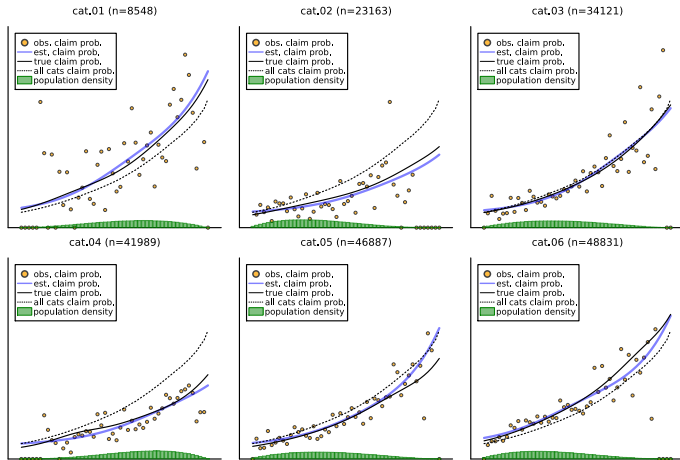 cat.01 (n=8548)
obs. claim prob.
est. claim prob.
true claim prob.
all cats claim prob.
population density
cat.02 (n=23163)
obs. claim prob.
est. claim prob.
true claim prob.
all cats claim prob.
population density
cat.03 (n=34121)
obs. claim prob.
est. claim prob.
true claim prob.
all cats claim prob.
population density
cat.04 (n=41989)
obs. claim prob.
est. claim prob.
true claim prob.
all cats claim prob.
population density
cat.05 (n=46887)
obs. claim prob.
est. claim prob.
true claim prob.
all cats claim prob.
population density
cat.06 (n=48831)
obs. claim prob.
est. claim prob.
true claim prob.
all cats claim prob.
population density